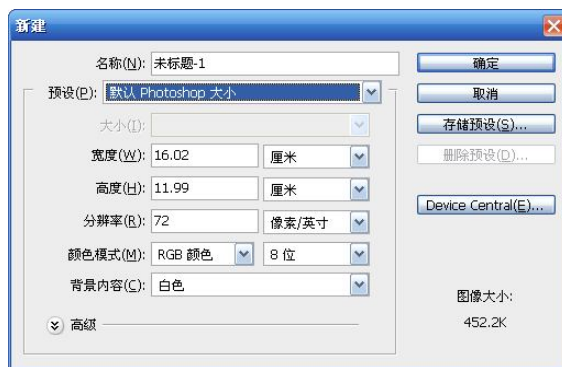 新建
名称(N): 未标题-1
确定
预设(P): 默认 Photoshop 大小
取消
大小(I):
存储预设(S)...
宽度(W): 16.02 厘米
删除预设(D)...
高度(H): 11.99 厘米
Device Central(E)...
分辨率(R): 72 像素/英寸
颜色模式(M): RGB 颜色 8 位
背景内容(C): 白色
图像大小:
高级
452.2K